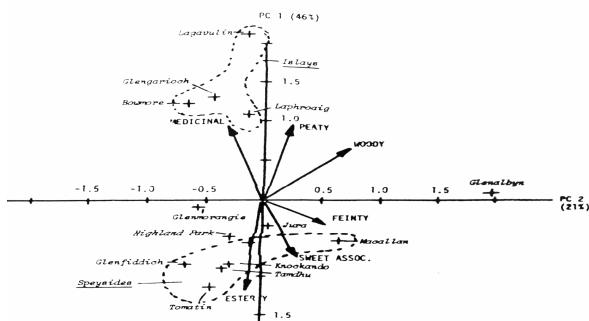 PC 1 (46%)
Lagavulin
Islays
Glengarioch
1.5
Bowmore
Laphroaig
1.0
MEDICINAL
PEATY
WOODY
Glenalbyn
-1.5
-1.0
-0.5
0.5
1.0
1.5
2.0
PC 2
(21%)
Glenmorangie
FEINTY
Jura
Highland Park
Macallan
SWEET ASSOC.
Glenfiddich
Knockando
Tamdhu
Speysides
ESTERY
Tomatin
1.5